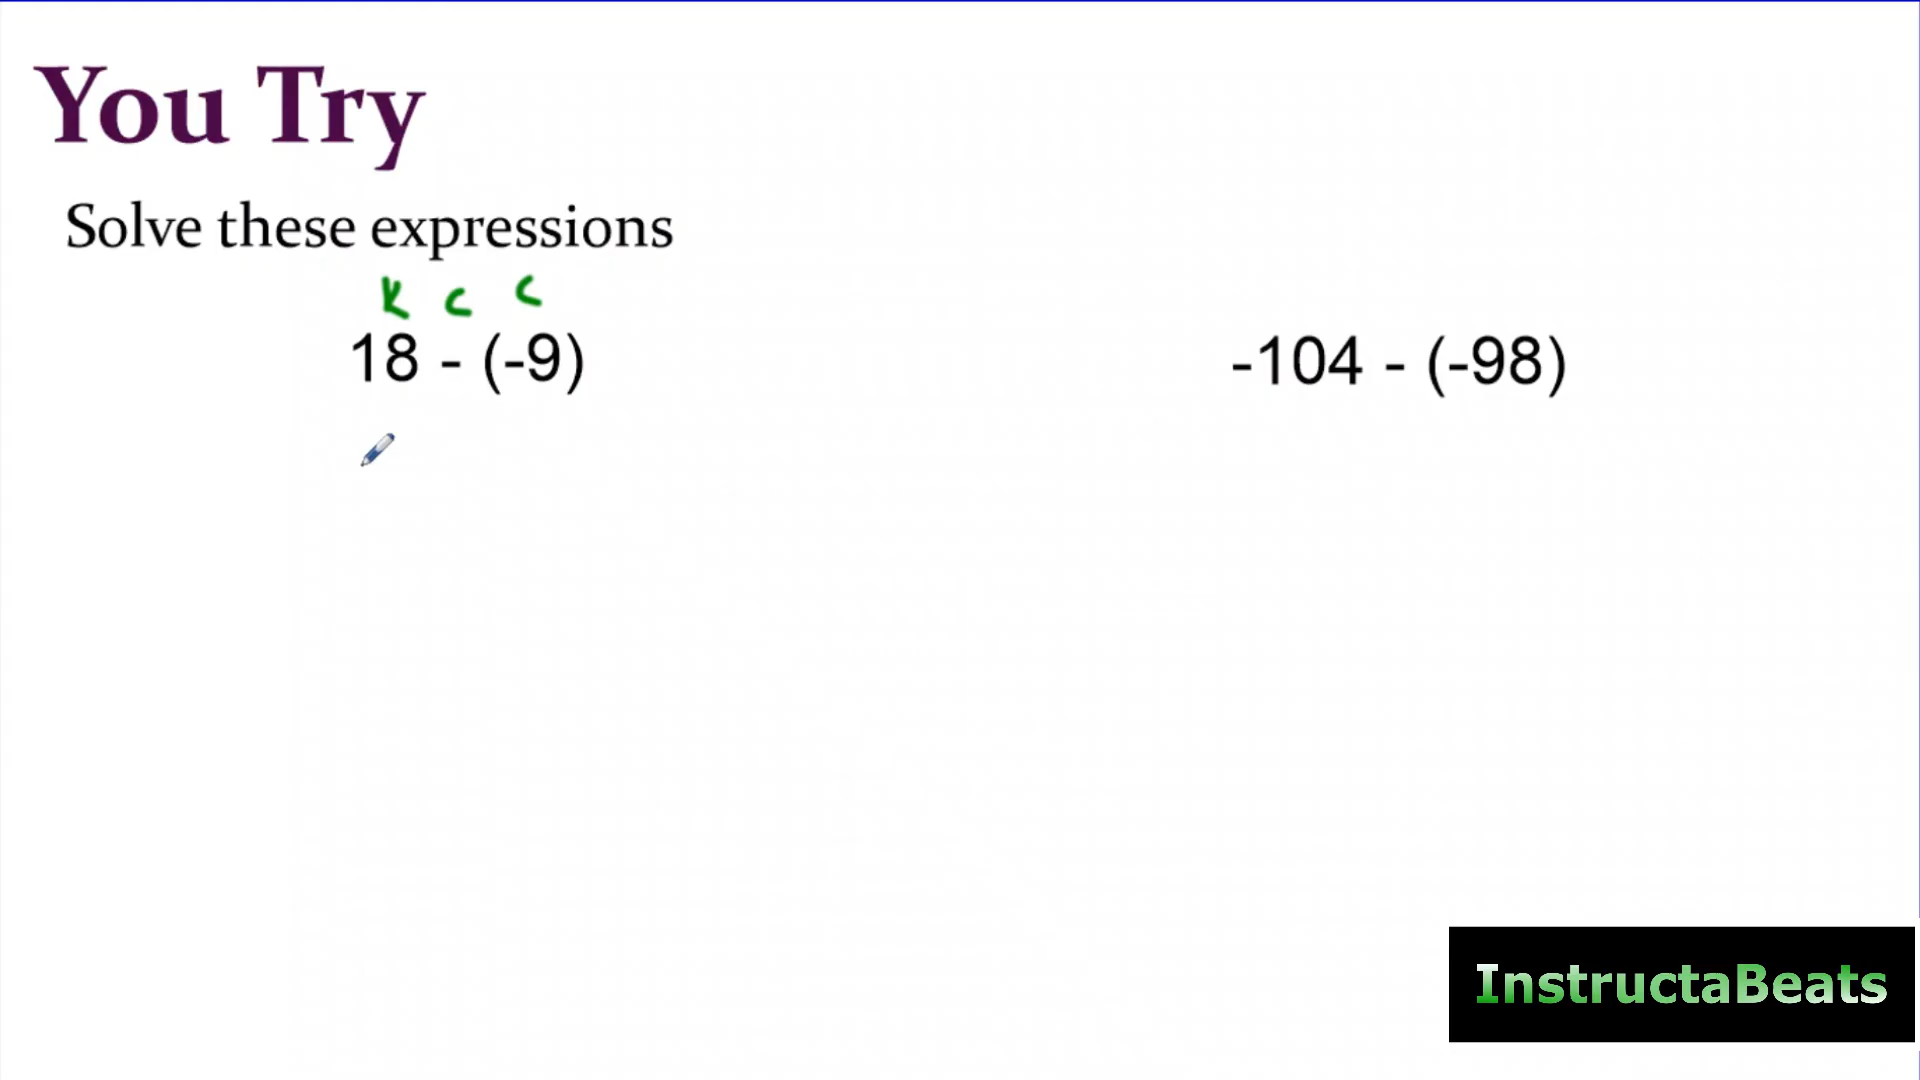 You Try
Solve these expressions
K C C
18 - (-9)
-104 - (-98)
InstructaBeats